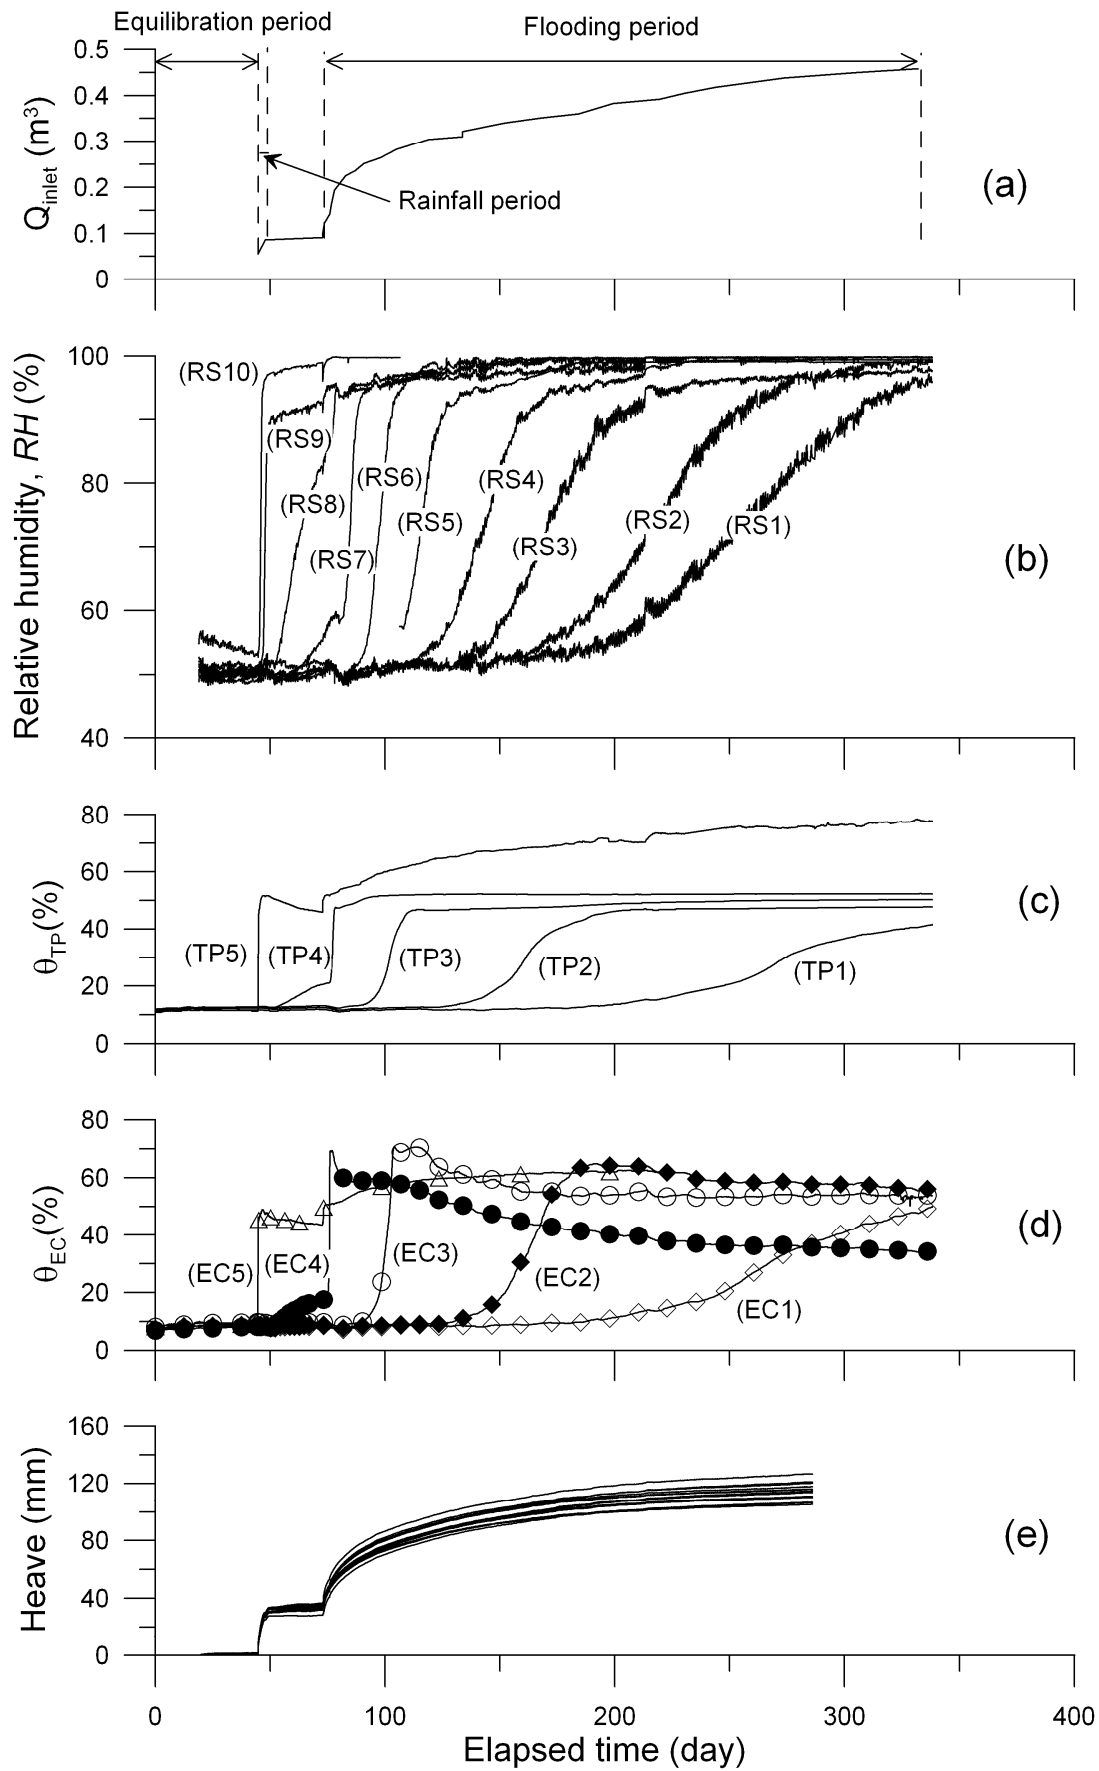 Equilibration period
Flooding period
0.5
0.4
0.3
0.2
0.1
0
Q_inlet (m³)
Rainfall period
(a)
100
80
60
40
Relative humidity, RH (%)
(RS10)
(RS9)
(RS8)
(RS7)
(RS6)
(RS5)
(RS4)
(RS3)
(RS2)
(RS1)
(b)
80
60
40
20
0
θ_TP(%)
(TP5)
(TP4)
(TP3)
(TP2)
(TP1)
(c)
80
60
40
20
0
θ_EC(%)
(EC5)
(EC4)
(EC3)
(EC2)
(EC1)
(d)
160
120
80
40
0
Heave (mm)
(e)
0 100 200 300 400
Elapsed time (day)